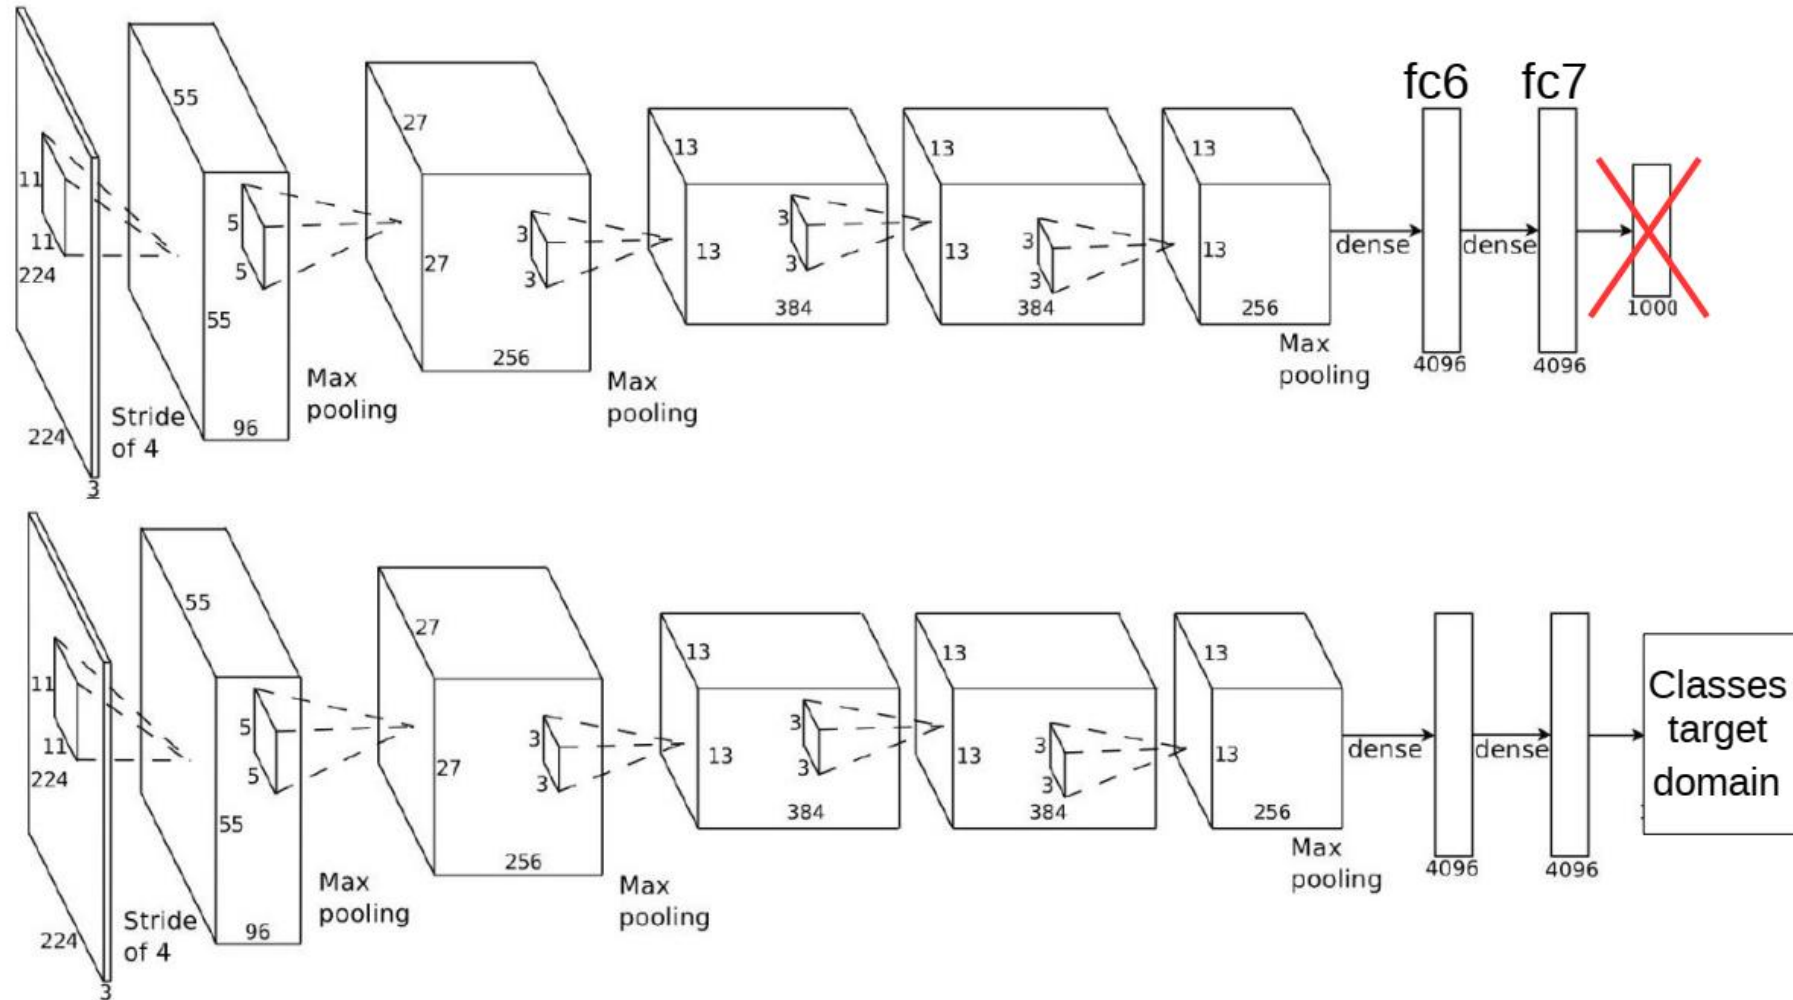 55
11
11
224
224
3
Stride
of 4
55
5
5
96
Max
pooling
27
3
27
3
256
Max
pooling
13
3
13
3
384
13
3
13
3
384
13
13
256
Max
pooling
dense
fc6
4096
dense
fc7
4096
1000
55
11
11
224
224
3
Stride
of 4
55
5
5
96
Max
pooling
27
3
27
3
256
Max
pooling
13
3
13
3
384
13
3
13
3
384
13
13
256
Max
pooling
dense
4096
dense
4096
Classes
target
domain